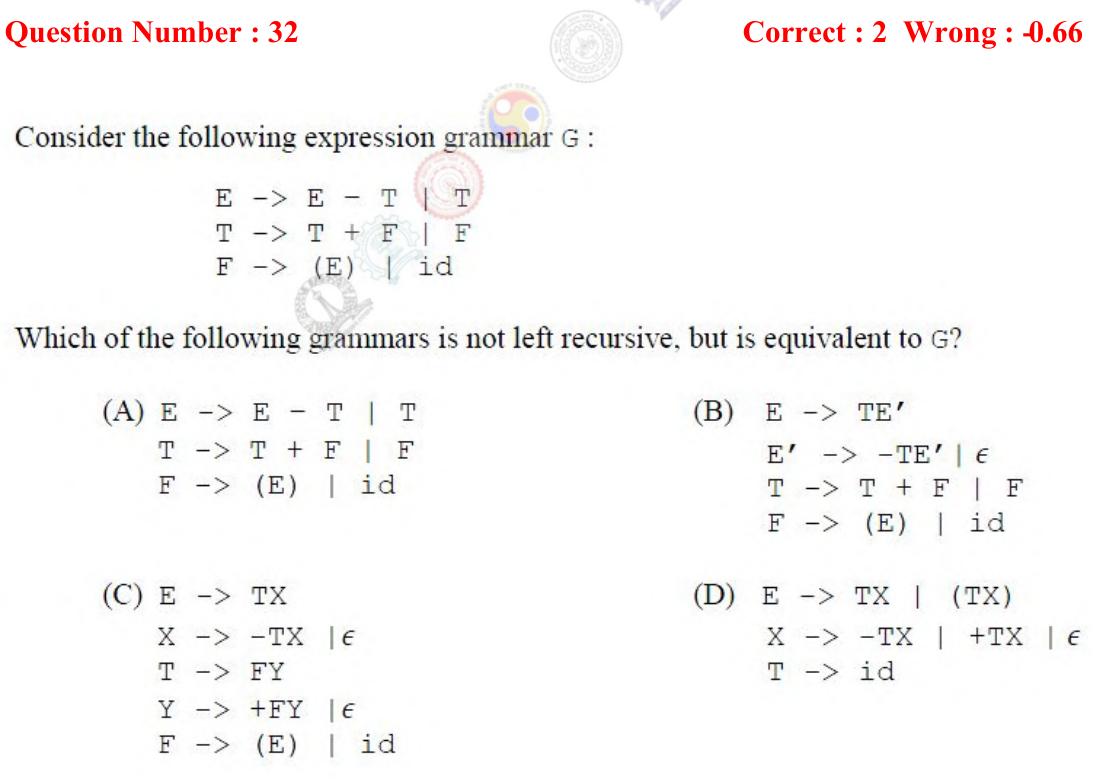 Question Number : 32 Correct : 2 Wrong : -0.66
Consider the following expression grammar G :
E -> E - T | T
T -> T + F | F
F -> (E) | id
Which of the following grammars is not left recursive, but is equivalent to G?
(A) E -> E - T | T
T -> T + F | F
F -> (E) | id
(B) E -> TE′
E′ -> -TE′ | ϵ
T -> T + F | F
F -> (E) | id
(C) E -> TX
X -> -TX | ϵ
T -> FY
Y -> +FY | ϵ
F -> (E) | id
(D) E -> TX | (TX)
X -> -TX | +TX | ϵ
T -> id